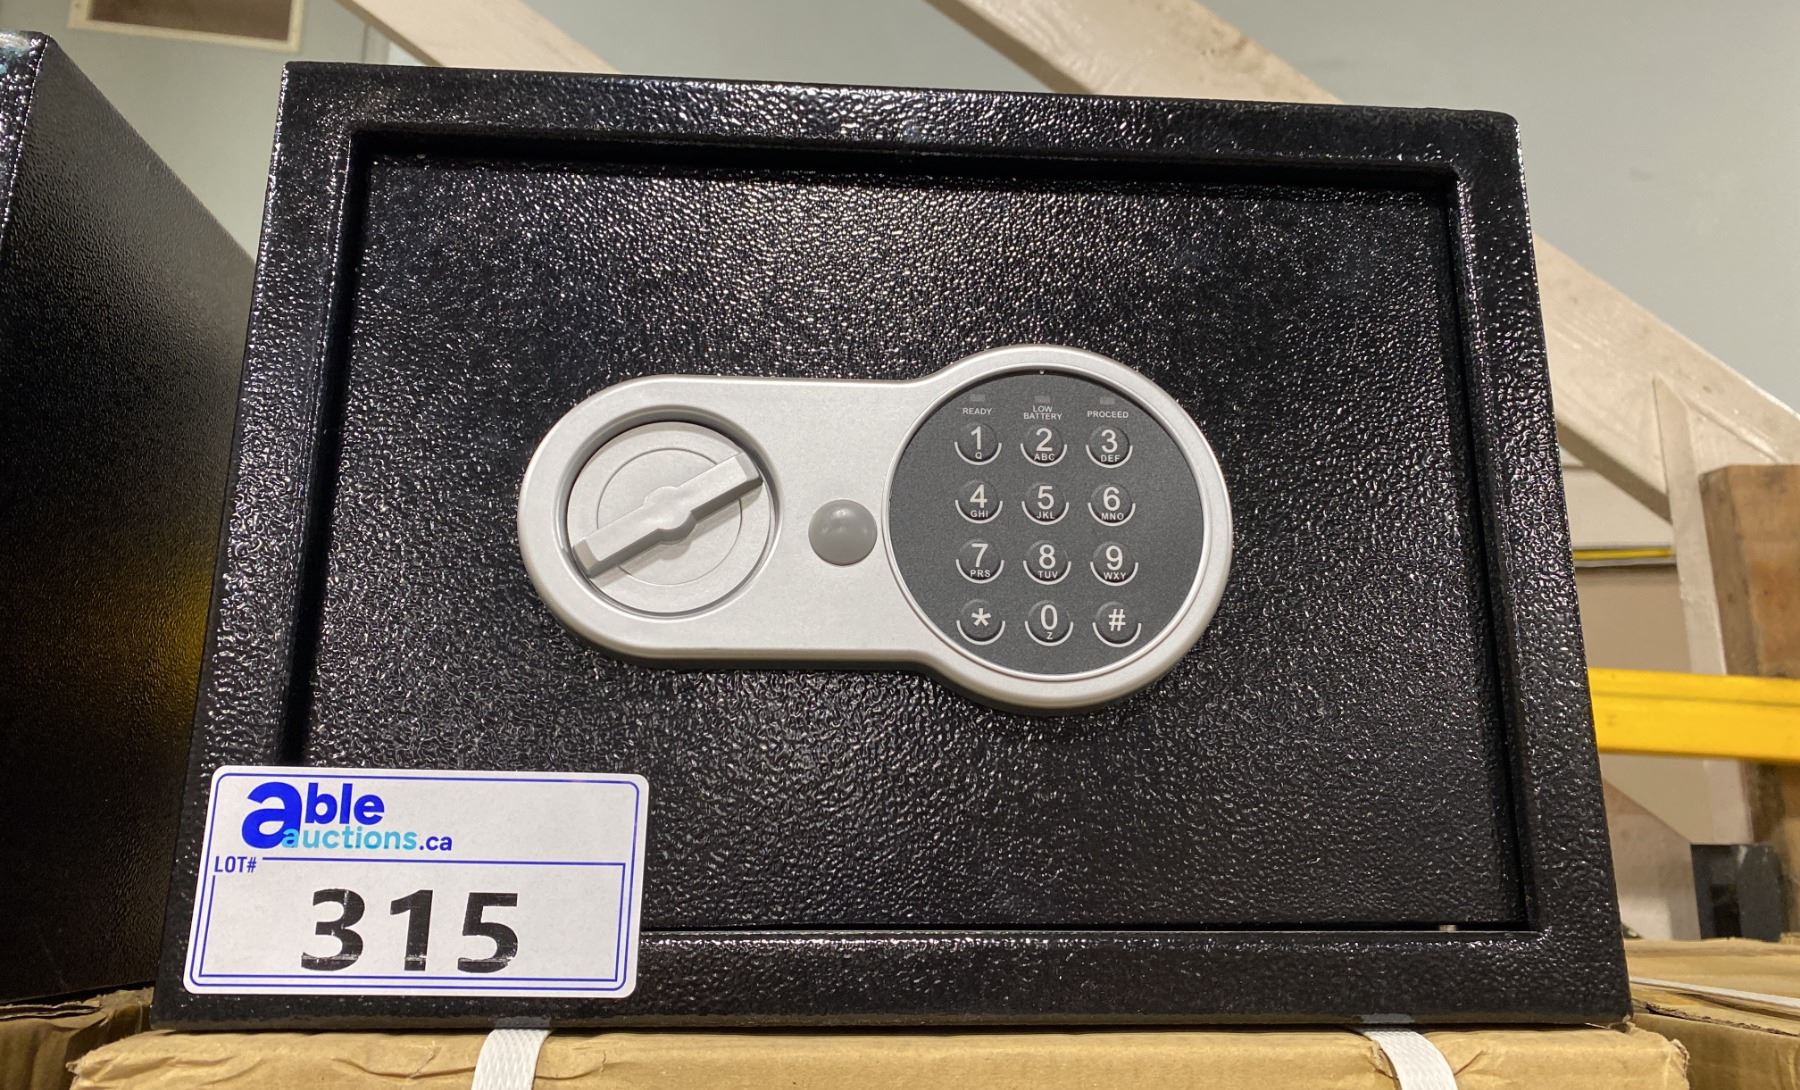 READY
LOW
BATTERY
PROCEED
1
Q
2
ABC
3
DEF
4
GHI
5
JKL
6
MNO
7
PRS
8
TUV
9
WXY
*
0
Z
#
able
auctions.ca
LOT#
315